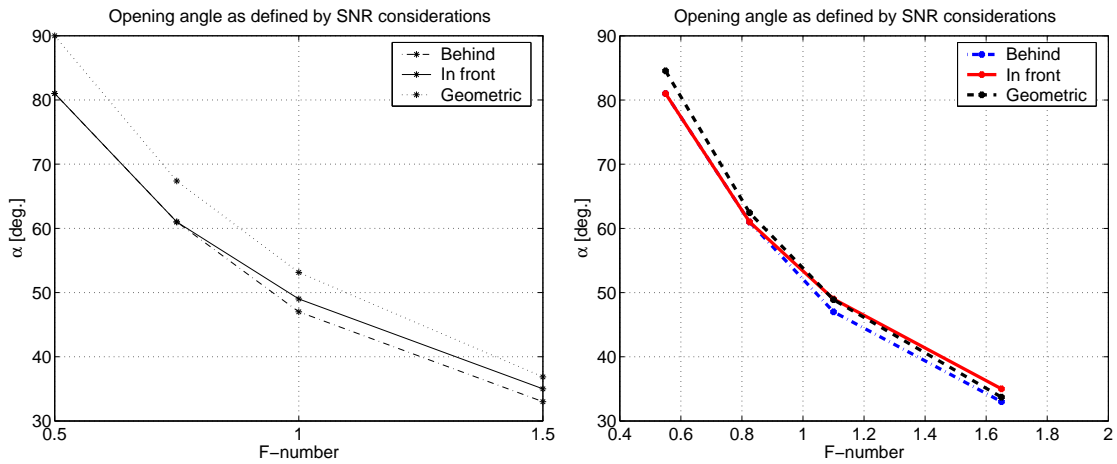 Opening angle as defined by SNR considerations
90
80
70
60
50
40
30
α [deg.]
0.5
1
1.5
F−number
Behind
In front
Geometric
Opening angle as defined by SNR considerations
90
80
70
60
50
40
30
α [deg.]
0.4
0.6
0.8
1
1.2
1.4
1.6
1.8
2
F−number
Behind
In front
Geometric